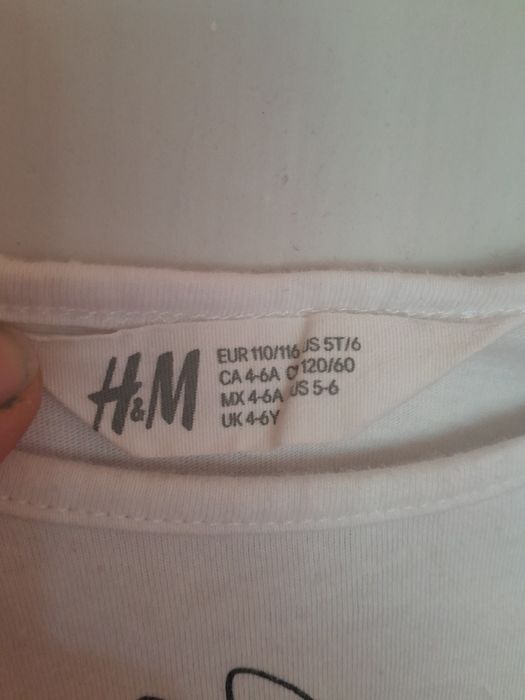 H&M
EUR 110/116 US 5T/6
CA 4-6A 120/60
MX 4-6A US 5-6
UK 4-6Y